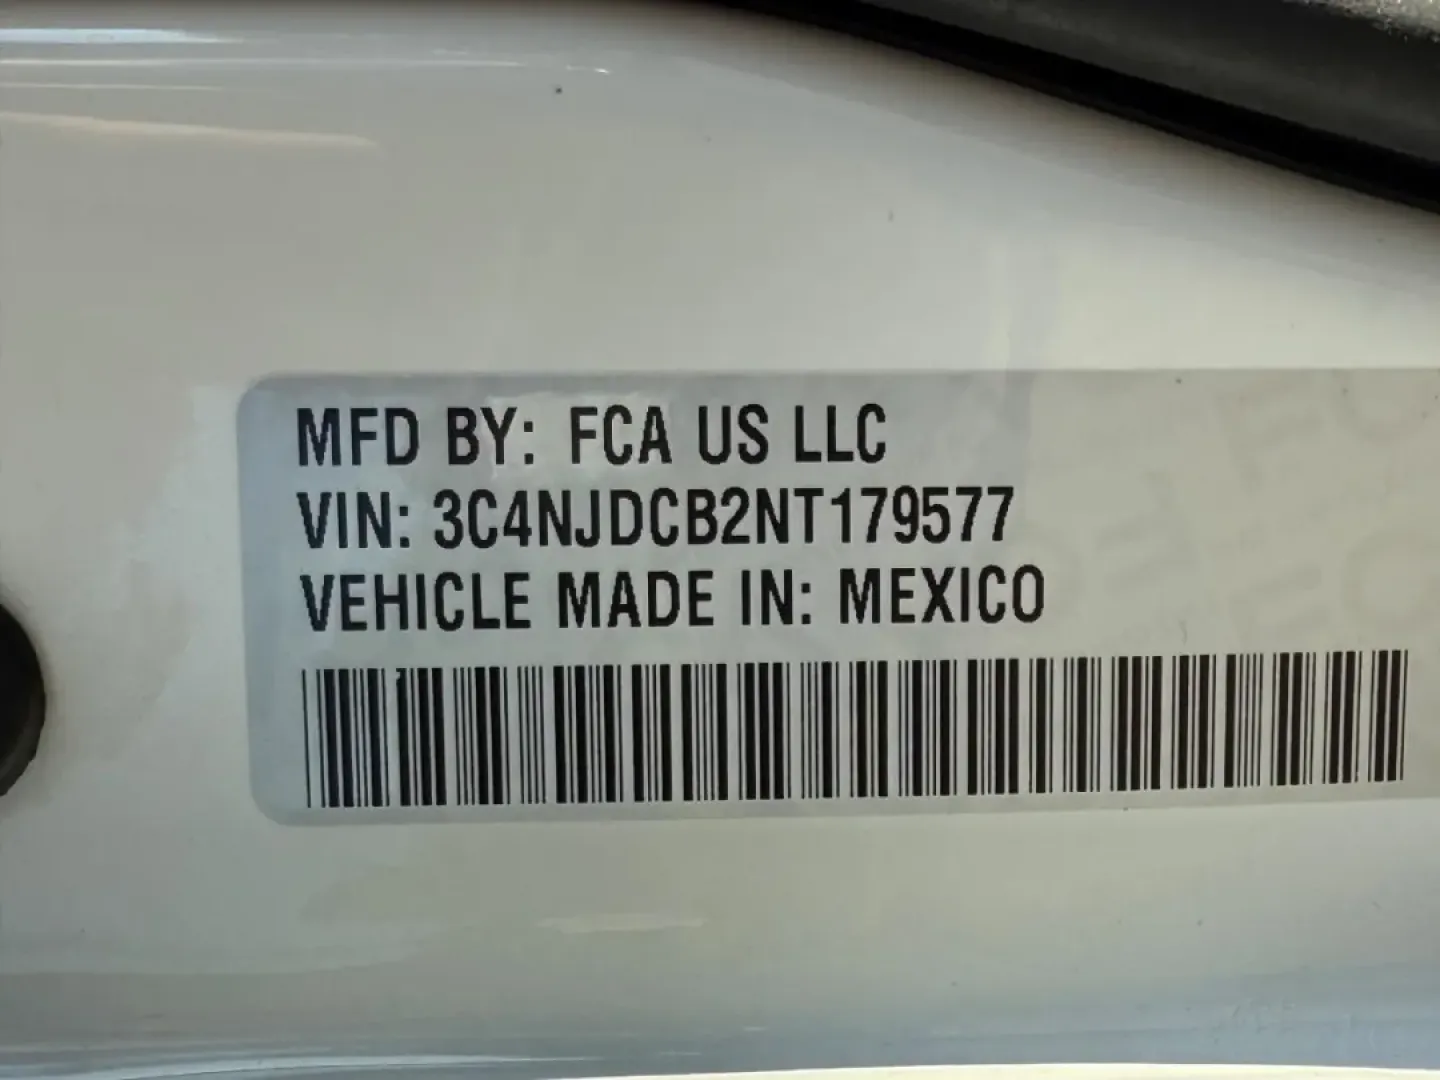 MFD BY: FCA US LLC
VIN: 3C4NJDCB2NT179577
VEHICLE MADE IN: MEXICO